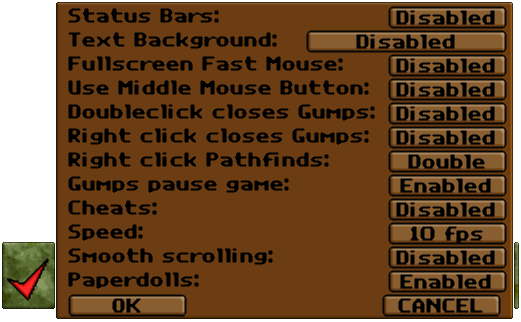 Status Bars: Disabled
Text Background: Disabled
Fullscreen Fast Mouse: Disabled
Use Middle Mouse Button: Disabled
Doubleclick closes Gumps: Disabled
Right click closes Gumps: Disabled
Right click Pathfinds: Double
Gumps pause game: Enabled
Cheats: Disabled
Speed: 10 fps
Smooth scrolling: Disabled
Paperdolls: Enabled
OK CANCEL